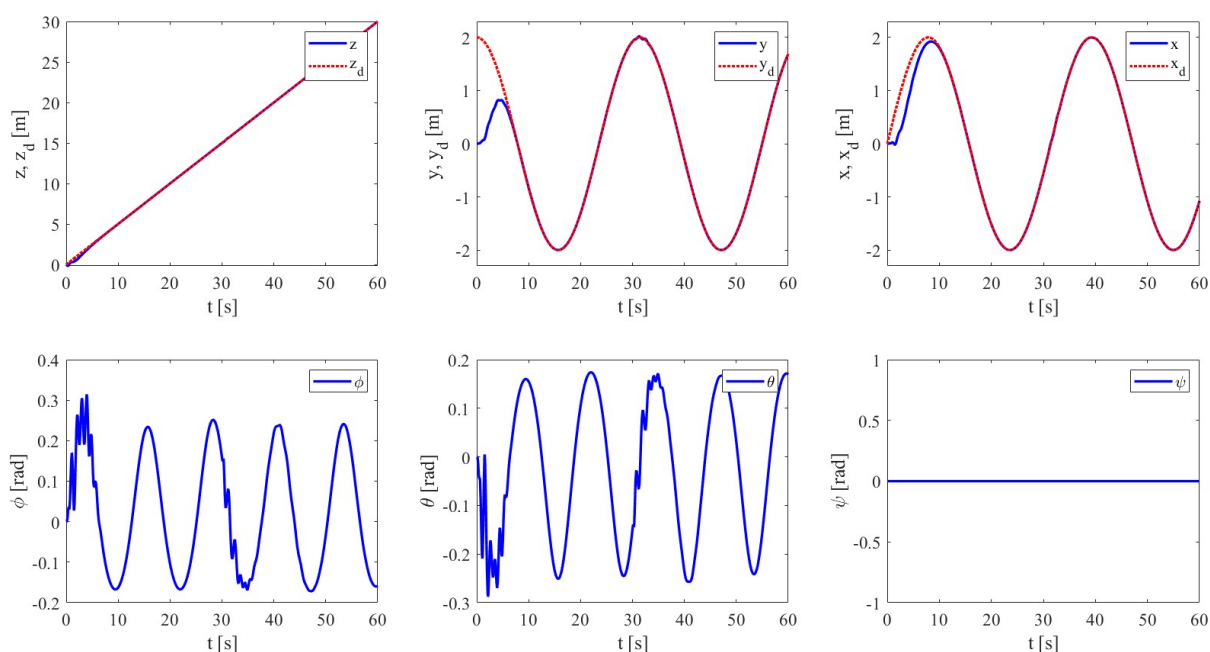 30
25
20
15
10
5
0
z, z_d [m]
z
z_d
0 10 20 30 40 50 60
t [s]
2
1
0
-1
-2
y, y_d [m]
y
y_d
0 10 20 30 40 50 60
t [s]
2
1
0
-1
-2
x, x_d [m]
x
x_d
0 10 20 30 40 50 60
t [s]
0.4
0.3
0.2
0.1
0
-0.1
-0.2
ϕ [rad]
ϕ
0 10 20 30 40 50 60
t [s]
0.2
0.1
0
-0.1
-0.2
-0.3
θ [rad]
θ
0 10 20 30 40 50 60
t [s]
1
0.5
0
-0.5
-1
ψ [rad]
ψ
0 10 20 30 40 50 60
t [s]